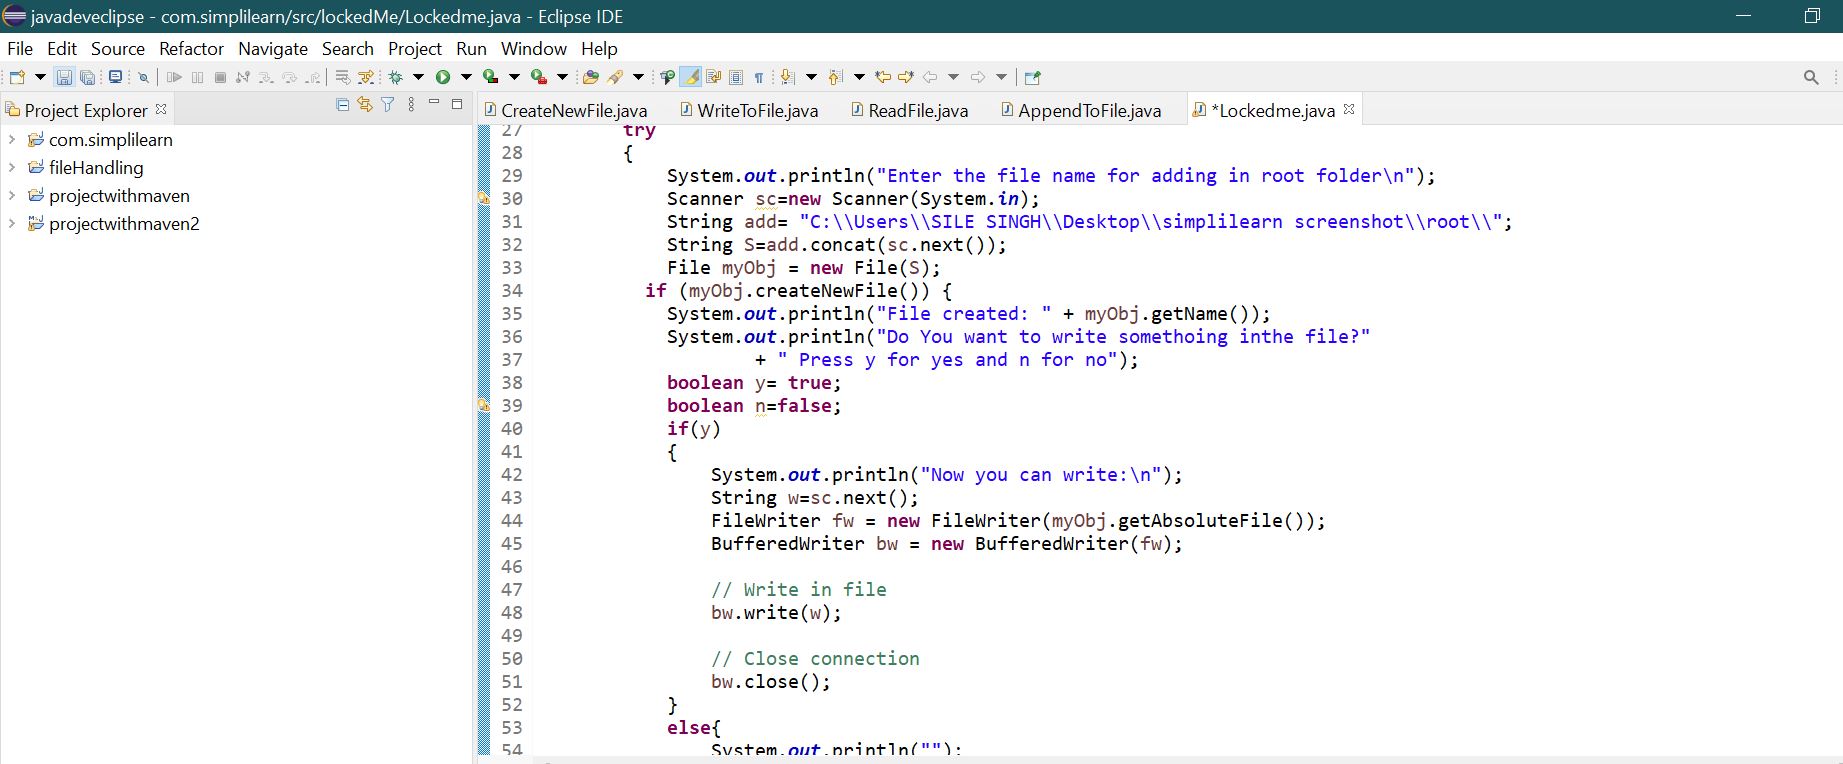 javadeveclipse - com.simplilearn/src/lockedMe/Lockedme.java - Eclipse IDE
File Edit Source Refactor Navigate Search Project Run Window Help
Project Explorer
com.simplilearn
fileHandling
projectwithmaven
projectwithmaven2
CreateNewFile.java WriteToFile.java ReadFile.java AppendToFile.java *Lockedme.java
27 try
28 {
29 System.out.println("Enter the file name for adding in root folder\n");
30 Scanner sc=new Scanner(System.in);
31 String add= "C:\\Users\\SILE SINGH\\Desktop\\simplilearn screenshot\\root\\";
32 String S=add.concat(sc.next());
33 File myObj = new File(S);
34 if (myObj.createNewFile()) {
35 System.out.println("File created: " + myObj.getName());
36 System.out.println("Do You want to write somethoing inthe file?"
37 + " Press y for yes and n for no");
38 boolean y= true;
39 boolean n=false;
40 if(y)
41 {
42 System.out.println("Now you can write:\n");
43 String w=sc.next();
44 FileWriter fw = new FileWriter(myObj.getAbsoluteFile());
45 BufferedWriter bw = new BufferedWriter(fw);
46
47 // Write in file
48 bw.write(w);
49
50 // Close connection
51 bw.close();
52 }
53 else{
54 System.out.println("");